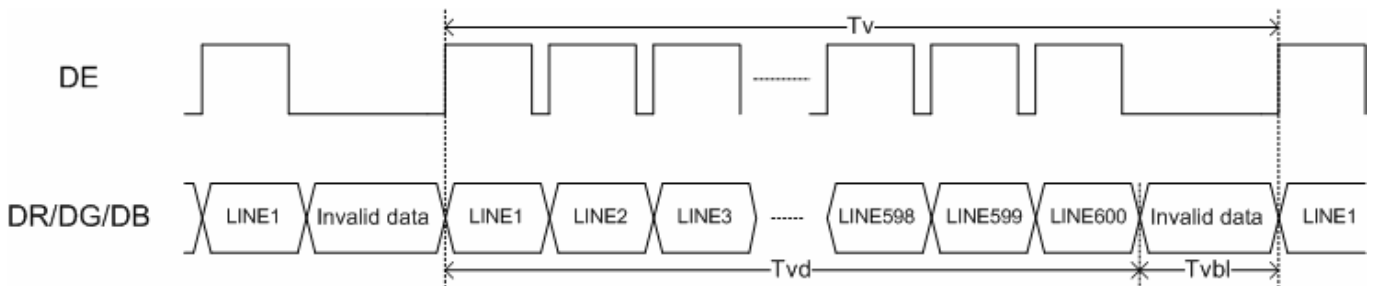 Tv
DE
DR/DG/DB LINE1 Invalid data LINE1 LINE2 LINE3 LINE598 LINE599 LINE600 Invalid data LINE1
Tvd Tvbl